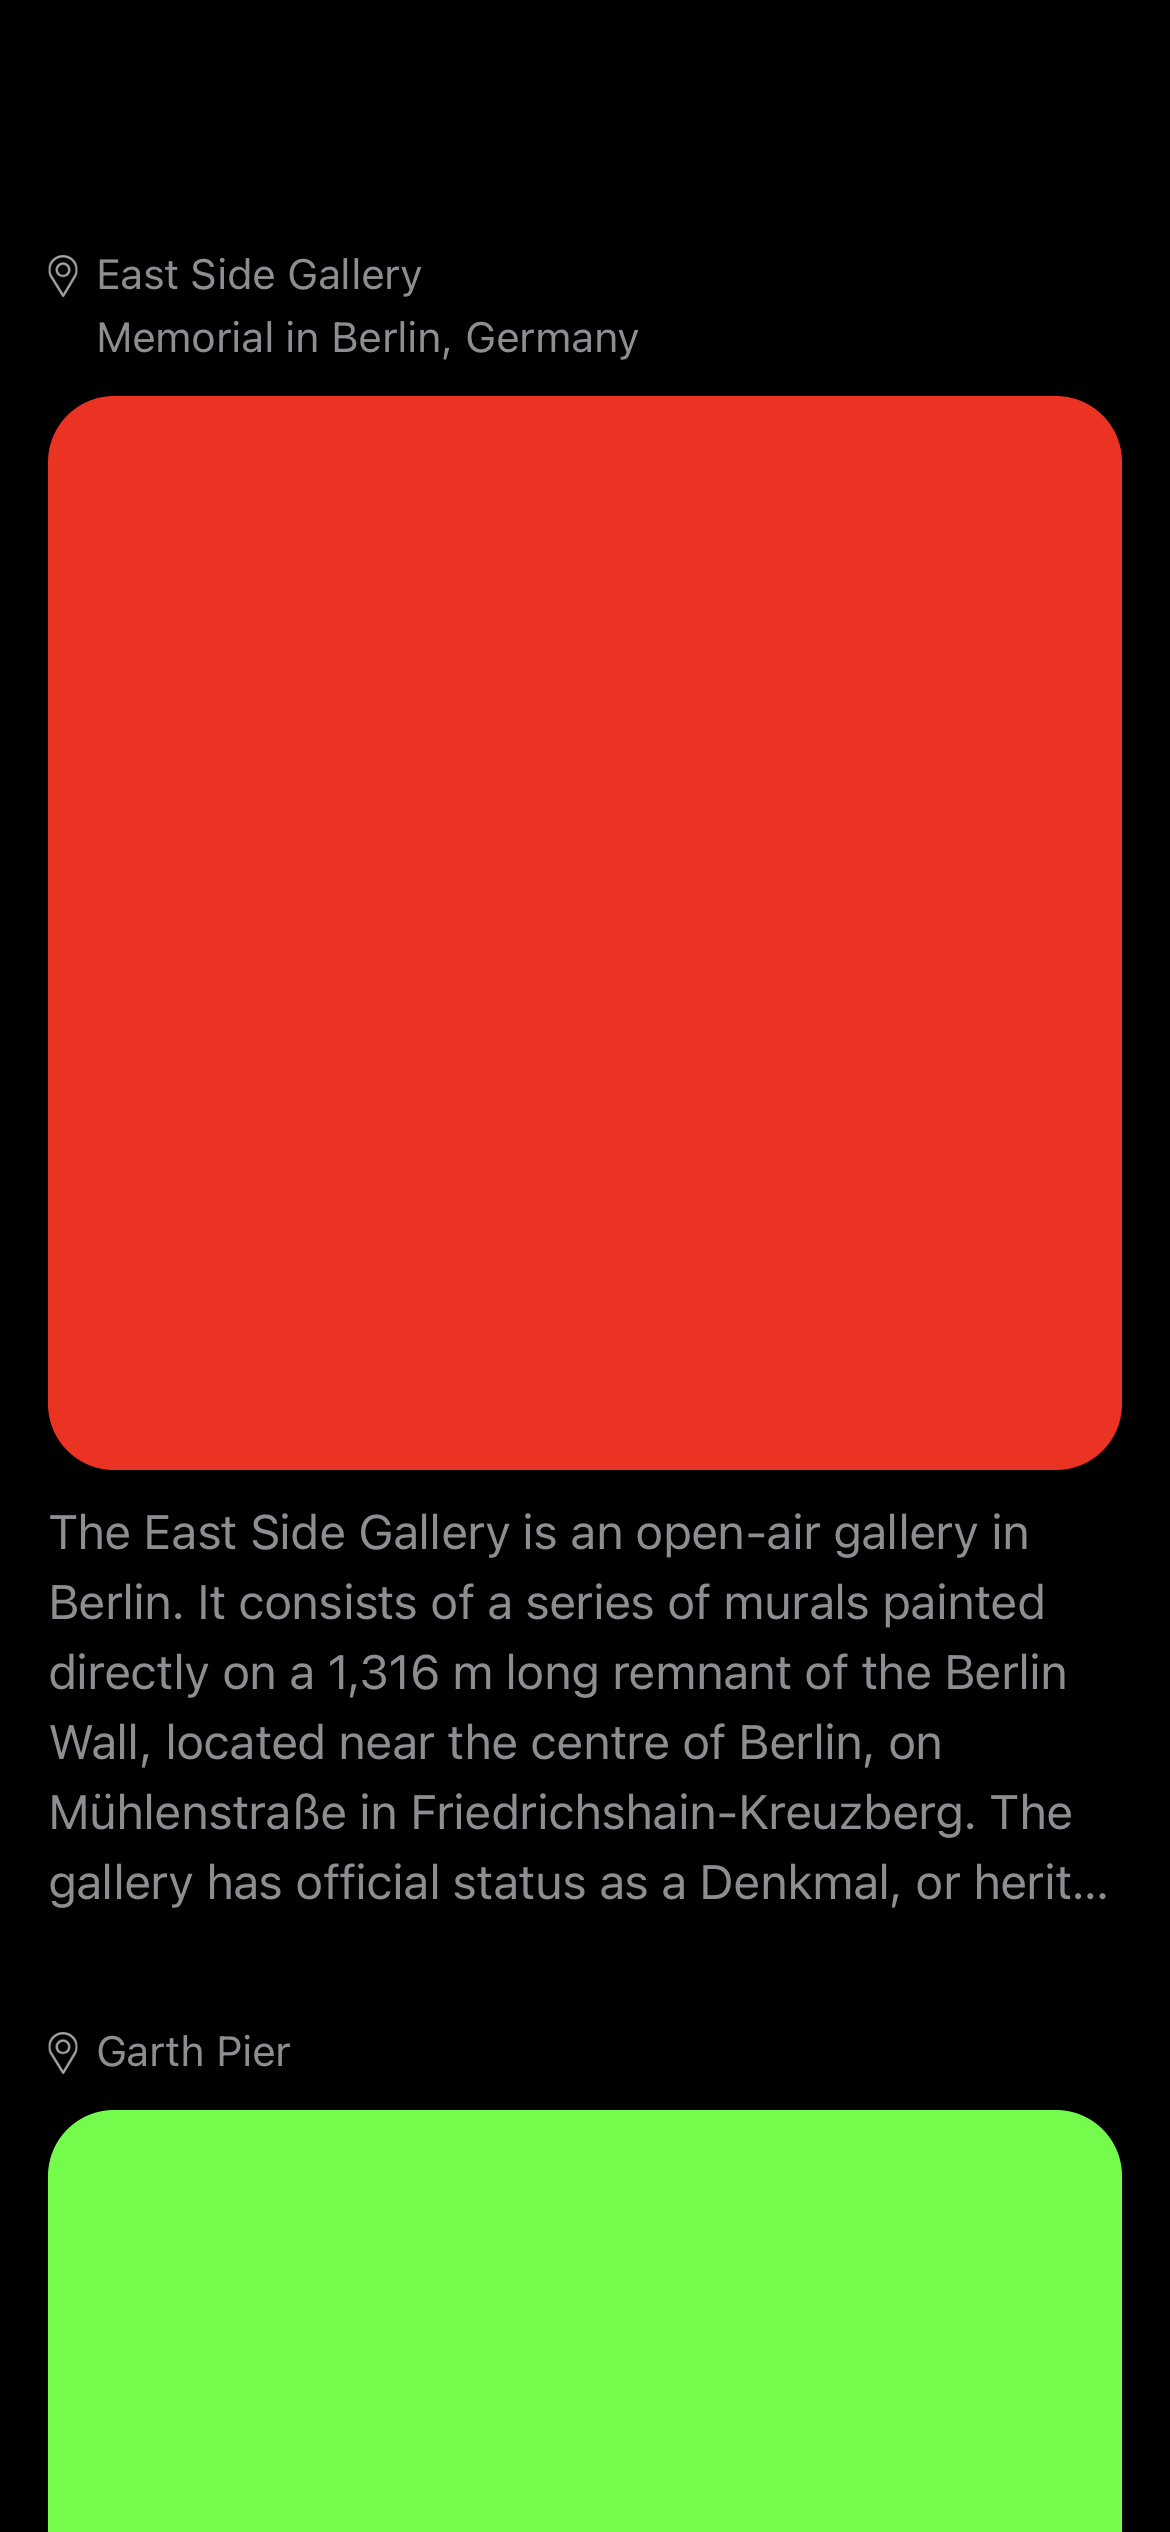 East Side Gallery
Memorial in Berlin, Germany
The East Side Gallery is an open-air gallery in
Berlin. It consists of a series of murals painted
directly on a 1,316 m long remnant of the Berlin
Wall, located near the centre of Berlin, on
Mühlenstraße in Friedrichshain-Kreuzberg. The
gallery has official status as a Denkmal, or herit...
Garth Pier